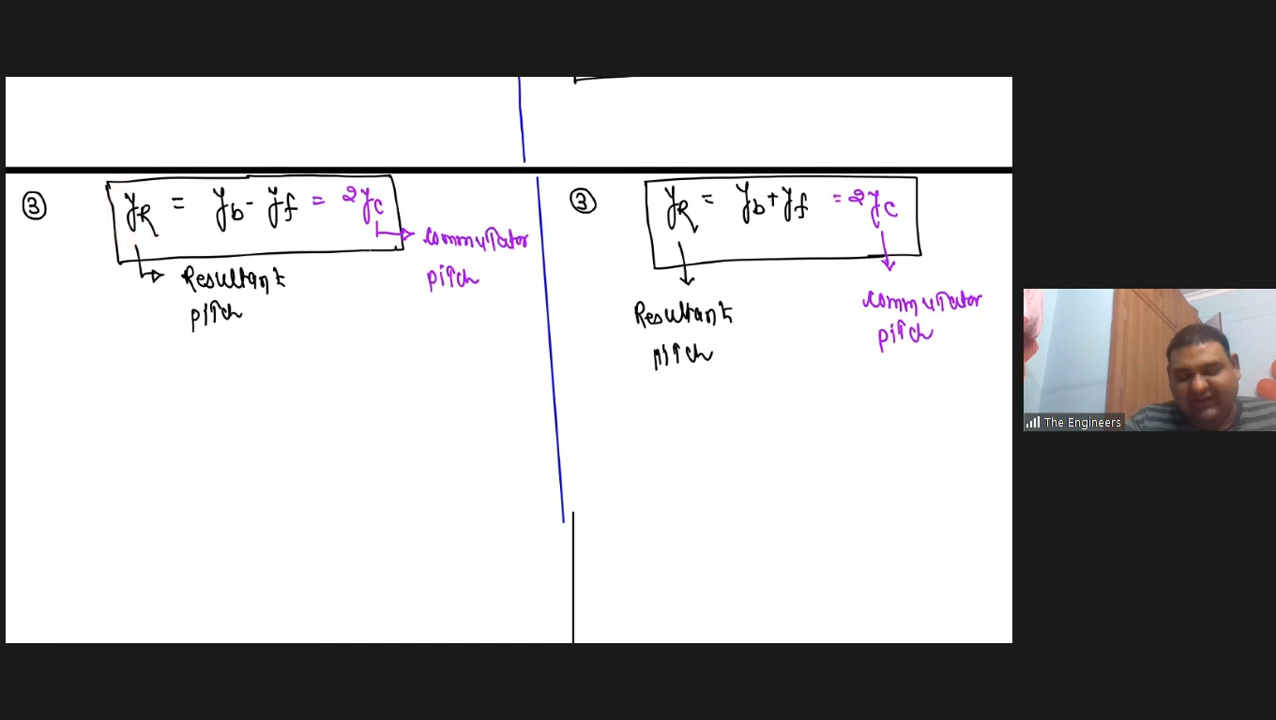 ③ yR = yb - yf = 2yc
commutator
pitch
Resultant
pitch
③ yR = yb + yf = 2yc
Resultant
pitch
commutator
pitch
The Engineers